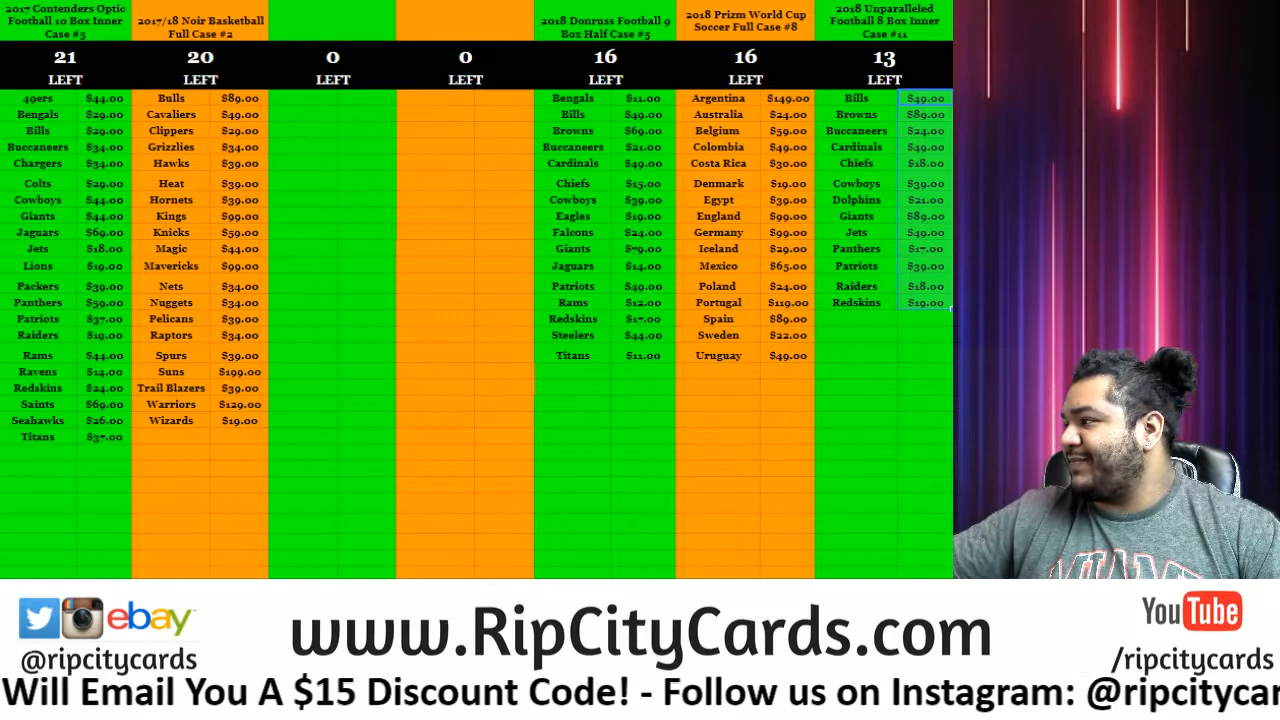 2017 Contenders Optic
Football 10 Box Inner
Case #5
21
LEFT
49ers $44.00
Bengals $29.00
Bills $29.00
Buccaneers $34.00
Chargers $34.00
Colts $29.00
Cowboys $44.00
Giants $44.00
Jaguars $69.00
Jets $18.00
Lions $19.00
Packers $39.00
Panthers $59.00
Patriots $37.00
Raiders $19.00
Rams $44.00
Ravens $14.00
Redskins $24.00
Saints $69.00
Seahawks $26.00
Titans $37.00
2017/18 Noir Basketball
Full Case #2
20
LEFT
Bulls $89.00
Cavaliers $49.00
Clippers $29.00
Grizzlies $34.00
Hawks $39.00
Heat $39.00
Hornets $39.00
Kings $99.00
Knicks $59.00
Magic $44.00
Mavericks $99.00
Nets $34.00
Nuggets $34.00
Pelicans $39.00
Raptors $34.00
Spurs $39.00
Suns $199.00
Trail Blazers $39.00
Warriors $129.00
Wizards $19.00
0
LEFT
0
LEFT
2018 Donruss Football 9
Box Half Case #5
16
LEFT
Bengals $11.00
Bills $49.00
Browns $69.00
Buccaneers $21.00
Cardinals $49.00
Chiefs $15.00
Cowboys $39.00
Eagles $19.00
Falcons $24.00
Giants $79.00
Jaguars $14.00
Patriots $49.00
Rams $12.00
Redskins $17.00
Steelers $44.00
Titans $11.00
2018 Prizm World Cup
Soccer Full Case #8
16
LEFT
Argentina $149.00
Australia $24.00
Belgium $59.00
Colombia $49.00
Costa Rica $30.00
Denmark $19.00
Egypt $39.00
England $99.00
Germany $99.00
Iceland $29.00
Mexico $65.00
Poland $24.00
Portugal $119.00
Spain $89.00
Sweden $22.00
Uruguay $49.00
2018 Unparalleled
Football 8 Box Inner
Case #11
13
LEFT
Bills $49.00
Browns $89.00
Buccaneers $24.00
Cardinals $49.00
Chiefs $18.00
Cowboys $39.00
Dolphins $21.00
Giants $89.00
Jets $49.00
Panthers $17.00
Patriots $39.00
Raiders $18.00
Redskins $19.00
ebay
@ripcitycards
www.RipCityCards.com
YouTube
/ripcitycards
Will Email You A $15 Discount Code! - Follow us on Instagram: @ripcitycar